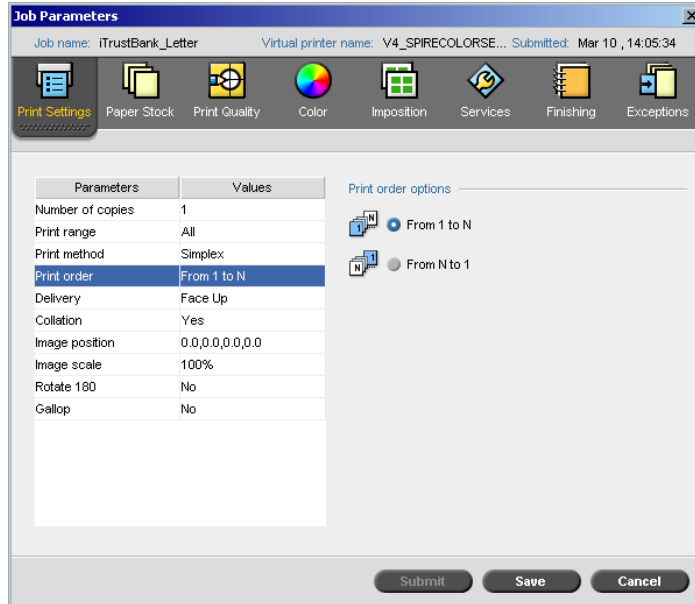 Job Parameters
Job name: iTrustBank_Letter Virtual printer name: V4_SPIRECOLORSE... Submitted: Mar 10 , 14:05:34
Print Settings Paper Stock Print Quality Color Imposition Services Finishing Exceptions
Parameters Values Print order options
Number of copies 1
Print range All
Print method Simplex
Print order From 1 to N
Delivery Face Up
Collation Yes
Image position 0.0,0.0,0.0,0.0
Image scale 100%
Rotate 180 No
Gallop No
1 N From 1 to N
N 1 From N to 1
Submit Save Cancel